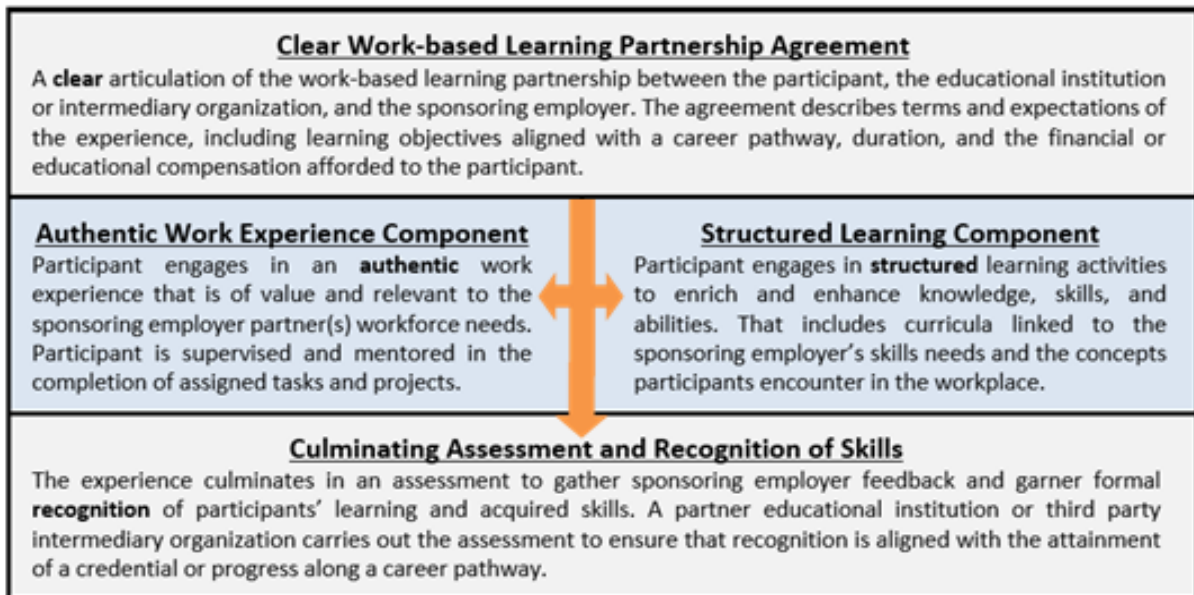 Clear Work-based Learning Partnership Agreement
A clear articulation of the work-based learning partnership between the participant, the educational institution
or intermediary organization, and the sponsoring employer. The agreement describes terms and expectations of
the experience, including learning objectives aligned with a career pathway, duration, and the financial or
educational compensation afforded to the participant.
Authentic Work Experience Component
Participant engages in an authentic work
experience that is of value and relevant to the
sponsoring employer partner(s) workforce needs.
Participant is supervised and mentored in the
completion of assigned tasks and projects.
Structured Learning Component
Participant engages in structured learning activities
to enrich and enhance knowledge, skills, and
abilities. That includes curricula linked to the
sponsoring employer's skills needs and the concepts
participants encounter in the workplace.
Culminating Assessment and Recognition of Skills
The experience culminates in an assessment to gather sponsoring employer feedback and garner formal
recognition of participants' learning and acquired skills. A partner educational institution or third party
intermediary organization carries out the assessment to ensure that recognition is aligned with the attainment
of a credential or progress along a career pathway.